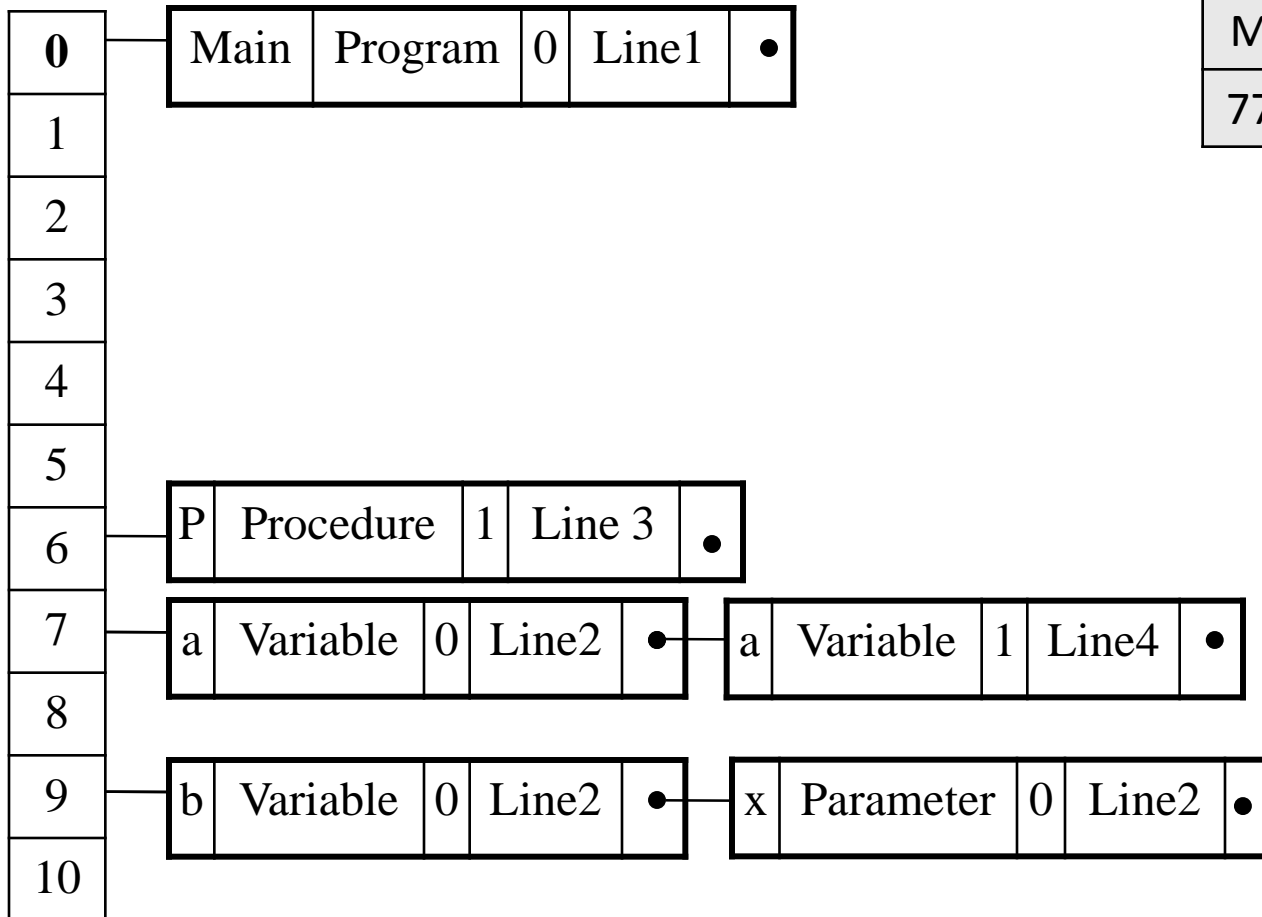 0 Main Program 0 Line1
M
77
1
2
3
4
5
6 P Procedure 1 Line 3
7 a Variable 0 Line2 a Variable 1 Line4
8
9 b Variable 0 Line2 x Parameter 0 Line2
10